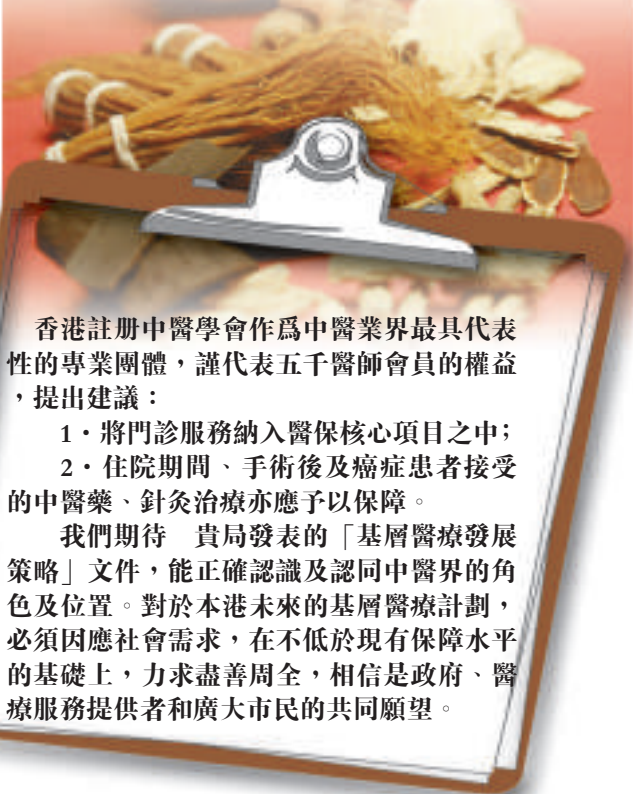 香港註册中醫學會作爲中醫業界最具代表
性的專業團體，謹代表五千醫師會員的權益
，提出建議：
1·將門診服務納入醫保核心項目之中；
2·住院期間、手術後及癌症患者接受
的中醫藥、針灸治療亦應予以保障。
我們期待　貴局發表的「基層醫療發展
策略」文件，能正確認識及認同中醫界的角
色及位置。對於本港未來的基層醫療計劃，
必須因應社會需求，在不低於現有保障水平
的基礎上，力求盡善周全，相信是政府、醫
療服務提供者和廣大市民的共同願望。